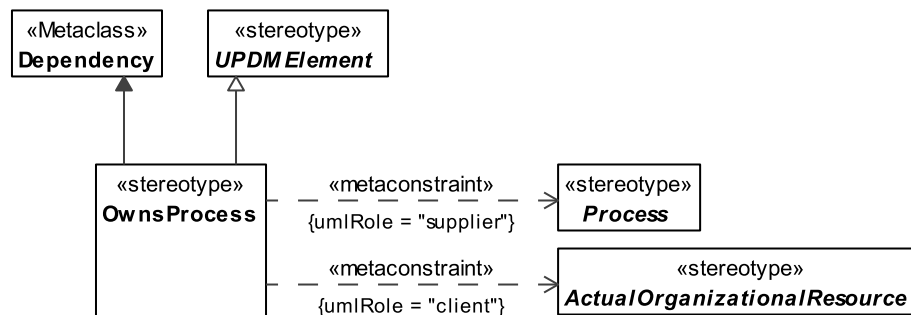 «Metaclass»
Dependency
«stereotype»
UPDMElement
«stereotype»
OwnsProcess
«metaconstraint»
{umlRole = "supplier"}
«stereotype»
Process
«metaconstraint»
{umlRole = "client"}
«stereotype»
ActualOrganizationalResource